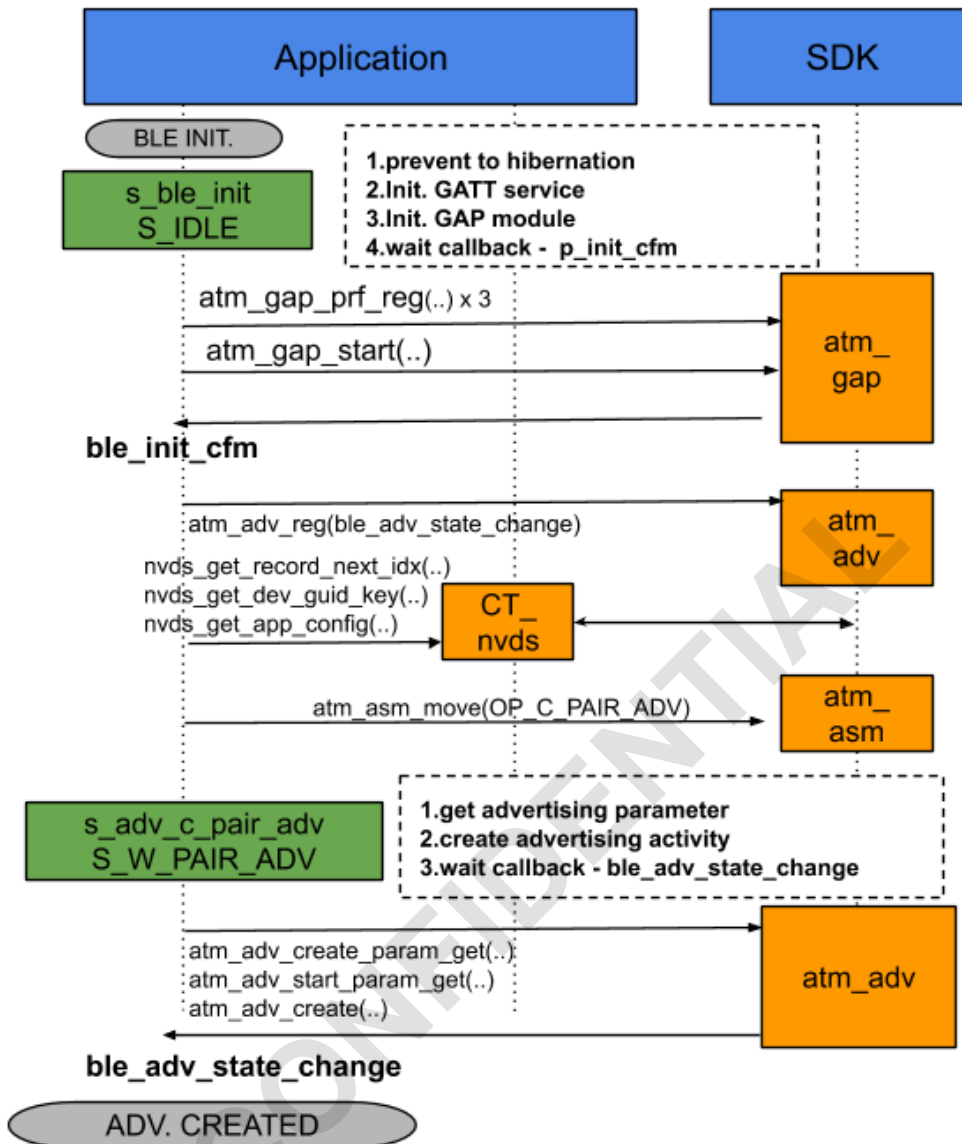 Application
SDK
BLE INIT.
s_ble_init
S_IDLE
1.prevent to hibernation
2.Init. GATT service
3.Init. GAP module
4.wait callback - p_init_cfm
atm_gap_prf_reg(..) x 3
atm_gap_start(..)
atm_
gap
ble_init_cfm
atm_adv_reg(ble_adv_state_change)
atm_
adv
nvds_get_record_next_idx(..)
nvds_get_dev_guid_key(..)
nvds_get_app_config(..)
CT_
nvds
atm_asm_move(OP_C_PAIR_ADV)
atm_
asm
s_adv_c_pair_adv
S_W_PAIR_ADV
1.get advertising parameter
2.create advertising activity
3.wait callback - ble_adv_state_change
atm_adv_create_param_get(..)
atm_adv_start_param_get(..)
atm_adv_create(..)
atm_adv
ble_adv_state_change
ADV. CREATED
CONFIDENTIAL